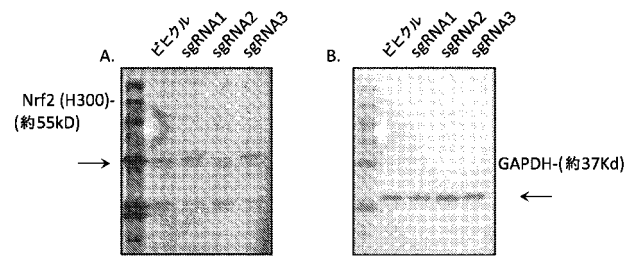 A.
ビヒクル
sgRNA1
sgRNA2
sgRNA3
Nrf2 (H300)-
(約55kD)
B.
ビヒクル
sgRNA1
sgRNA2
sgRNA3
GAPDH-(約37Kd)